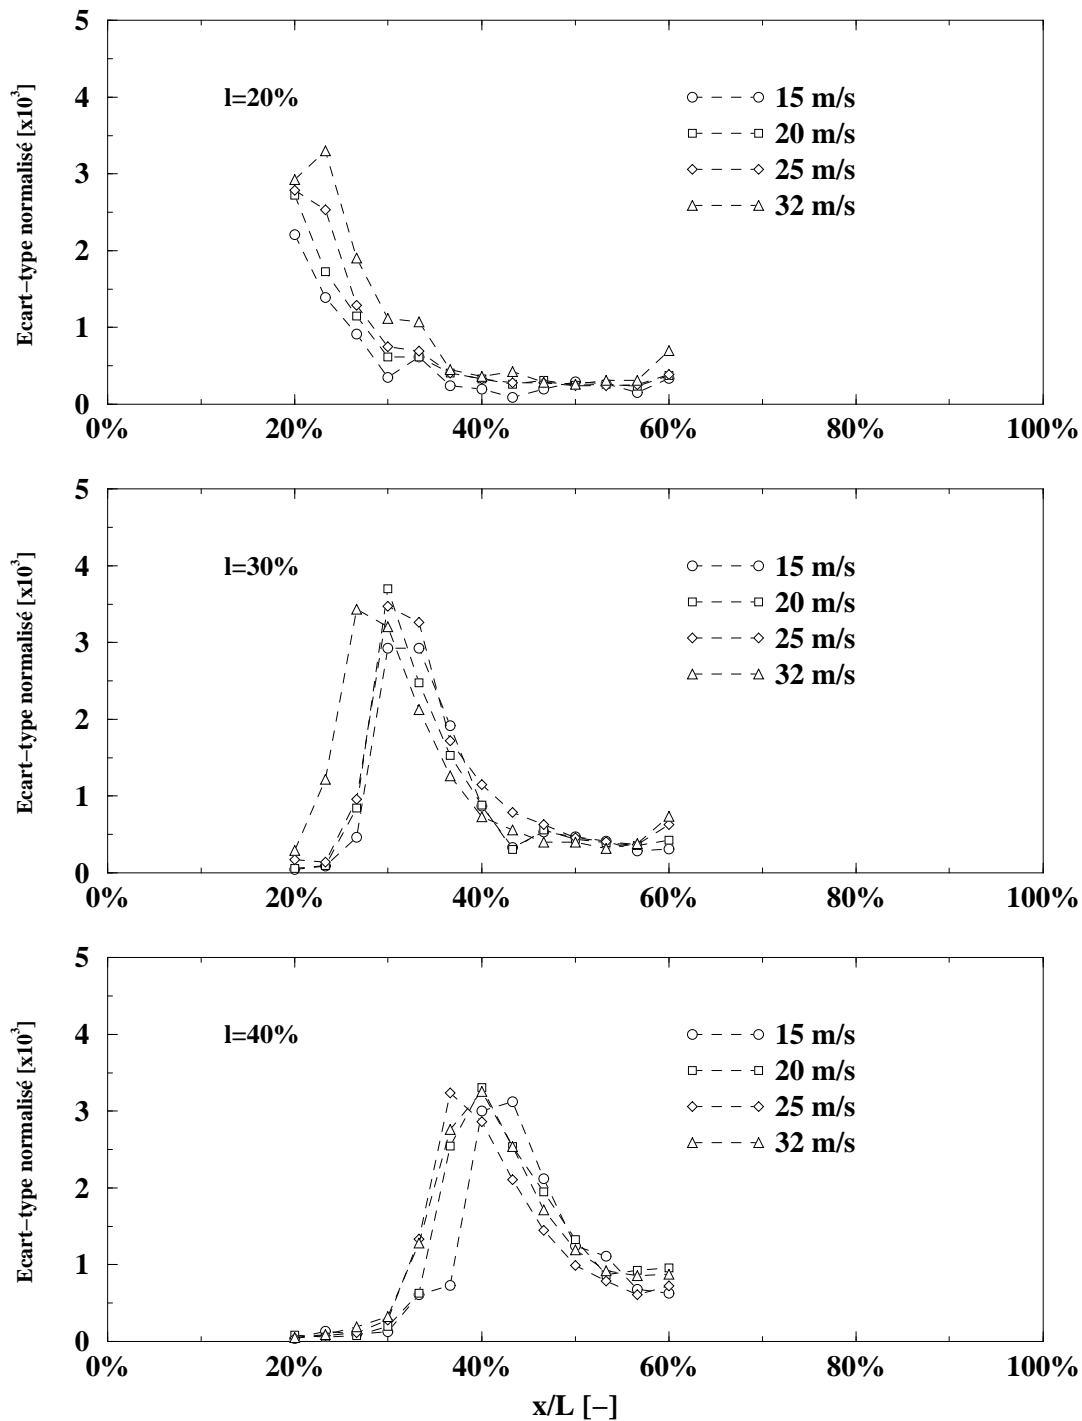 5
4
3
2
1
0
Ecart−type normalisé [x10³]
l=20%
15 m/s
20 m/s
25 m/s
32 m/s
0% 20% 40% 60% 80% 100%
5
4
3
2
1
0
Ecart−type normalisé [x10³]
l=30%
15 m/s
20 m/s
25 m/s
32 m/s
0% 20% 40% 60% 80% 100%
5
4
3
2
1
0
Ecart−type normalisé [x10³]
l=40%
15 m/s
20 m/s
25 m/s
32 m/s
0% 20% 40% 60% 80% 100%
x/L [−]